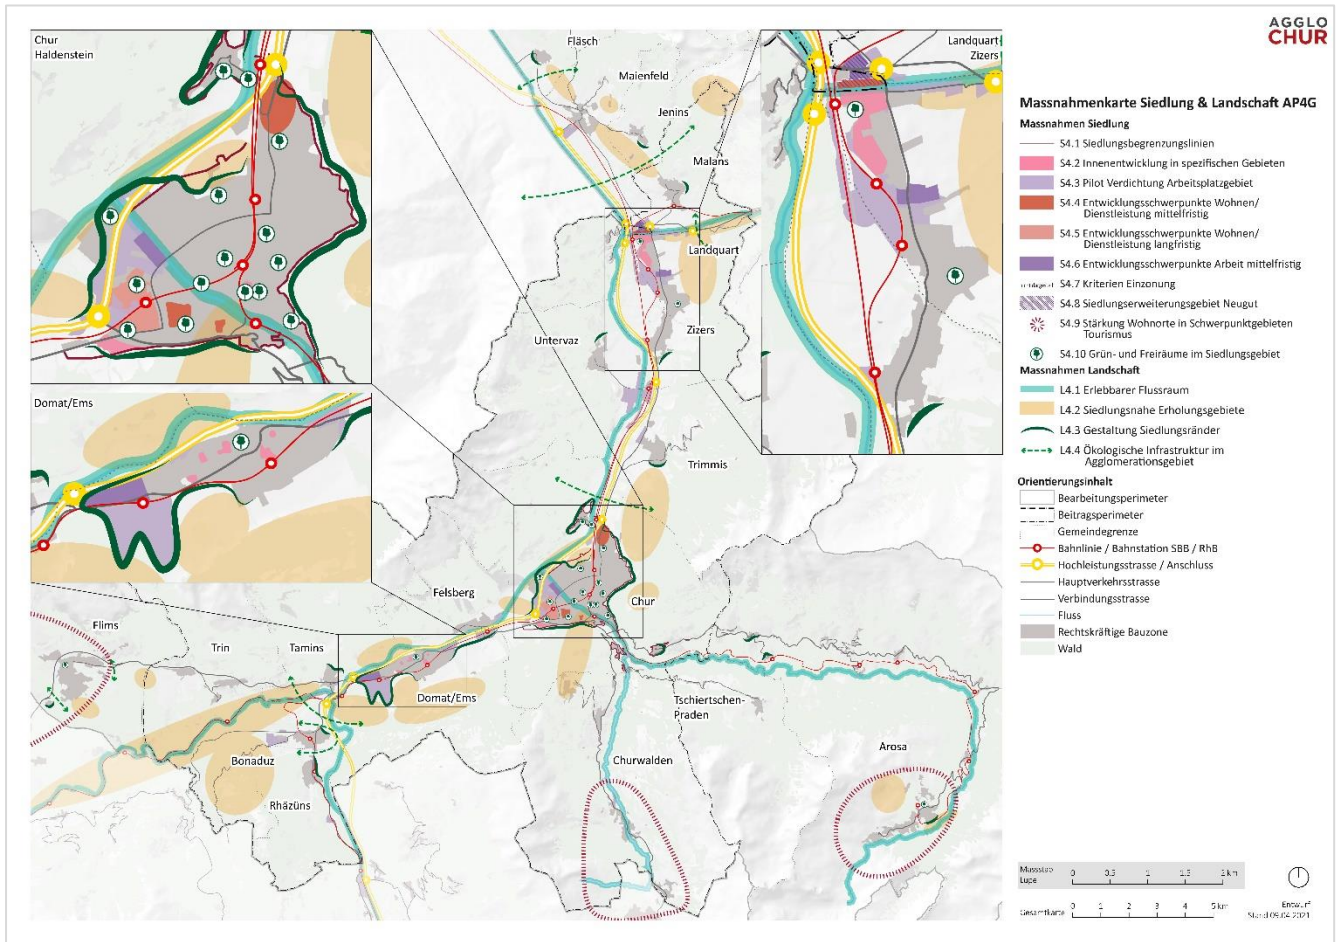 AGGLO
CHUR
Chur
Haldenstein
Fläsch
Maienfeld
Jenins
Malans
Landquart
Landquart
Zizers
Zizers
Untervaz
Domat/Ems
Trimmis
Felsberg
Chur
Flims
Trin
Tamins
Domat/Ems
Tschiertschen-
Praden
Bonaduz
Churwalden
Arosa
Rhäzüns
Massnahmenkarte Siedlung & Landschaft AP4G
Massnahmen Siedlung
S4.1 Siedlungsbegrenzungslinien
S4.2 Innenentwicklung in spezifischen Gebieten
S4.3 Pilot Verdichtung Arbeitsplatzgebiet
S4.4 Entwicklungsschwerpunkte Wohnen/
Dienstleistung mittelfristig
S4.5 Entwicklungsschwerpunkte Wohnen/
Dienstleistung langfristig
S4.6 Entwicklungsschwerpunkte Arbeit mittelfristig
S4.7 Kriterien Einzonung
S4.8 Siedlungserweiterungsgebiet Neugut
S4.9 Stärkung Wohnorte in Schwerpunktgebieten
Tourismus
S4.10 Grün- und Freiräume im Siedlungsgebiet
Massnahmen Landschaft
L4.1 Erlebbarer Flussraum
L4.2 Siedlungsnahe Erholungsgebiete
L4.3 Gestaltung Siedlungsränder
L4.4 Ökologische Infrastruktur im
Agglomerationsgebiet
Orientierungsinhalt
Bearbeitungsperimeter
Beitragsperimeter
Gemeindegrenze
Bahnlinie / Bahnstation SBB / RhB
Hochleistungsstrasse / Anschluss
Hauptverkehrsstrasse
Verbindungsstrasse
Fluss
Rechtskräftige Bauzone
Wald
Massstab
Lupe
0 0.5 1 1.5 2 km
Gesamtkarte 0 1 2 3 4 5 km
Entwurf
Stand 09.04.2021